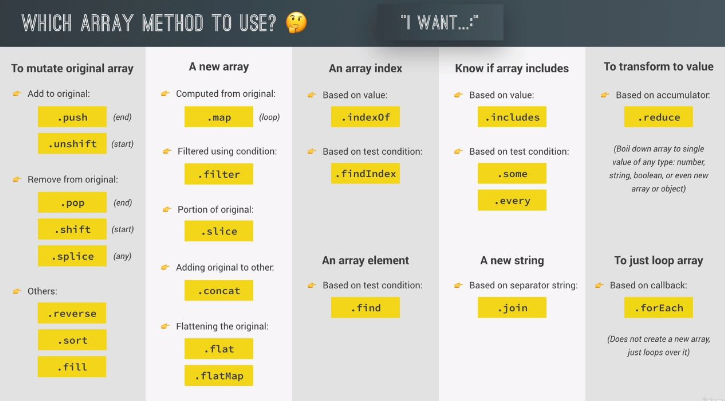 WHICH ARRAY METHOD TO USE?
"I WANT...:"
To mutate original array
Add to original:
.push (end)
.unshift (start)
Remove from original:
.pop (end)
.shift (start)
.splice (any)
Others:
.reverse
.sort
.fill
A new array
Computed from original:
.map (loop)
Filtered using condition:
.filter
Portion of original:
.slice
Adding original to other:
.concat
Flattening the original:
.flat
.flatMap
An array index
Based on value:
.indexOf
Based on test condition:
.findIndex
An array element
Based on test condition:
.find
Know if array includes
Based on value:
.includes
Based on test condition:
.some
.every
A new string
Based on separator string:
.join
To transform to value
Based on accumulator:
.reduce
(Boil down array to single
value of any type: number,
string, boolean, or even new
array or object)
To just loop array
Based on callback:
.forEach
(Does not create a new array,
just loops over it)